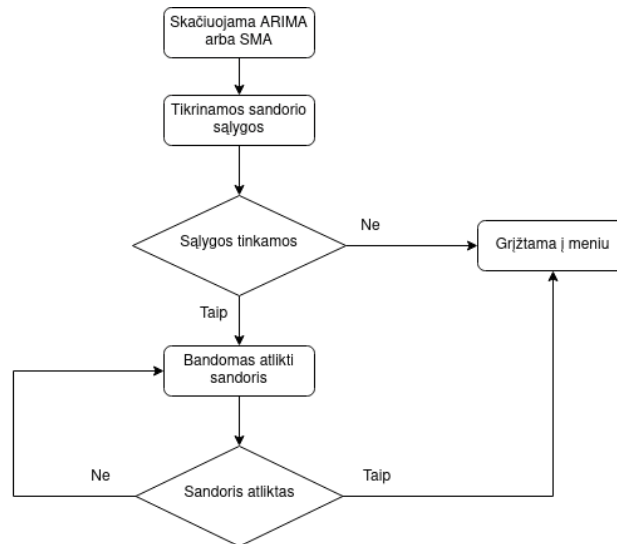 Skačiuojama ARIMA
arba SMA
Tikrinamos sandorio
sąlygos
Sąlygos tinkamos
Ne
Grįžtama į meniu
Taip
Bandomas atlikti
sandoris
Ne
Sandoris atliktas
Taip